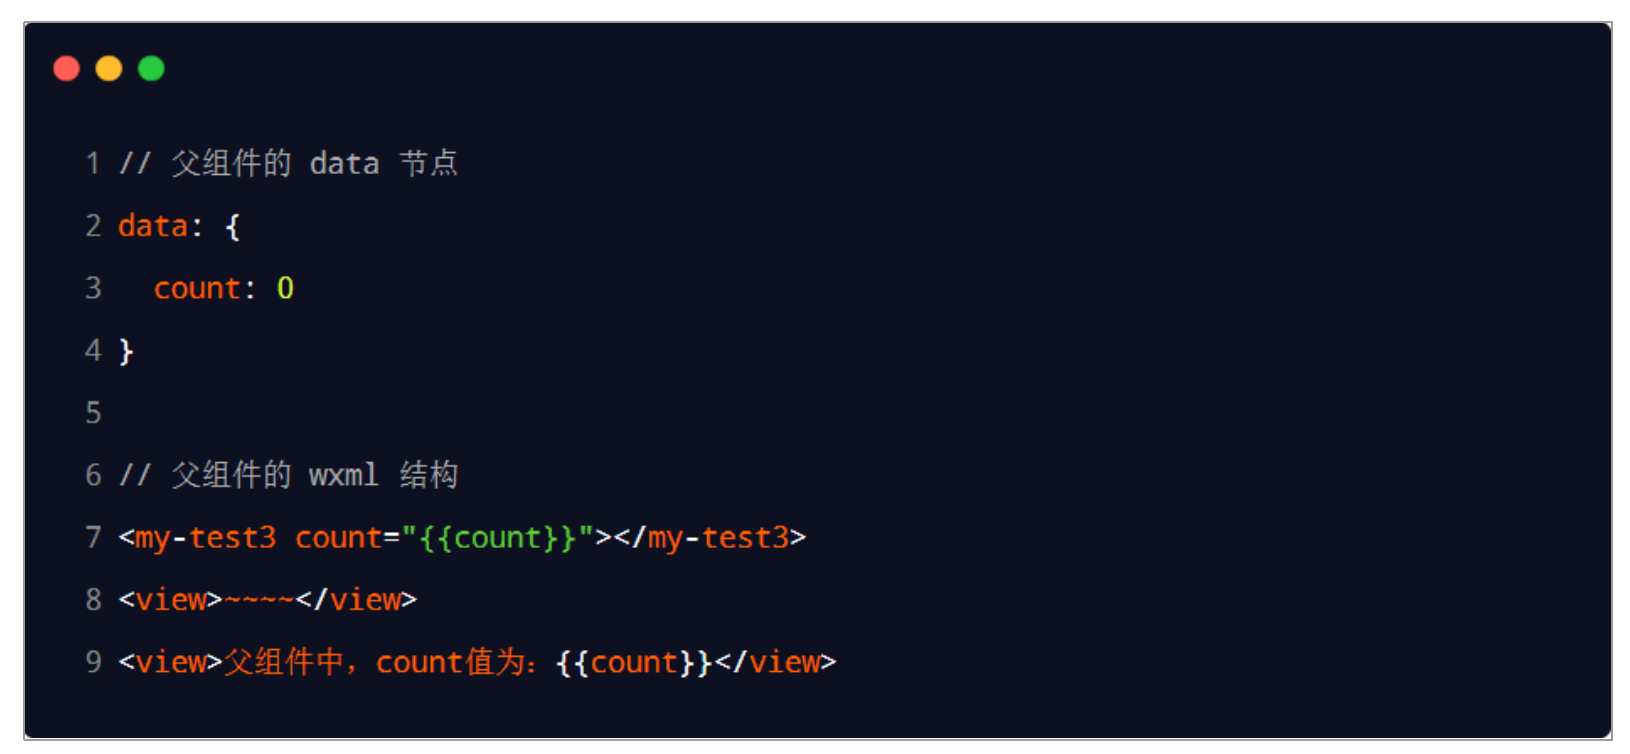 1 // 父组件的 data 节点
2 data: {
3   count: 0
4 }
5
6 // 父组件的 wxml 结构
7 <my-test3 count="{{count}}"></my-test3>
8 <view>~~~~</view>
9 <view>父组件中，count值为：{{count}}</view>